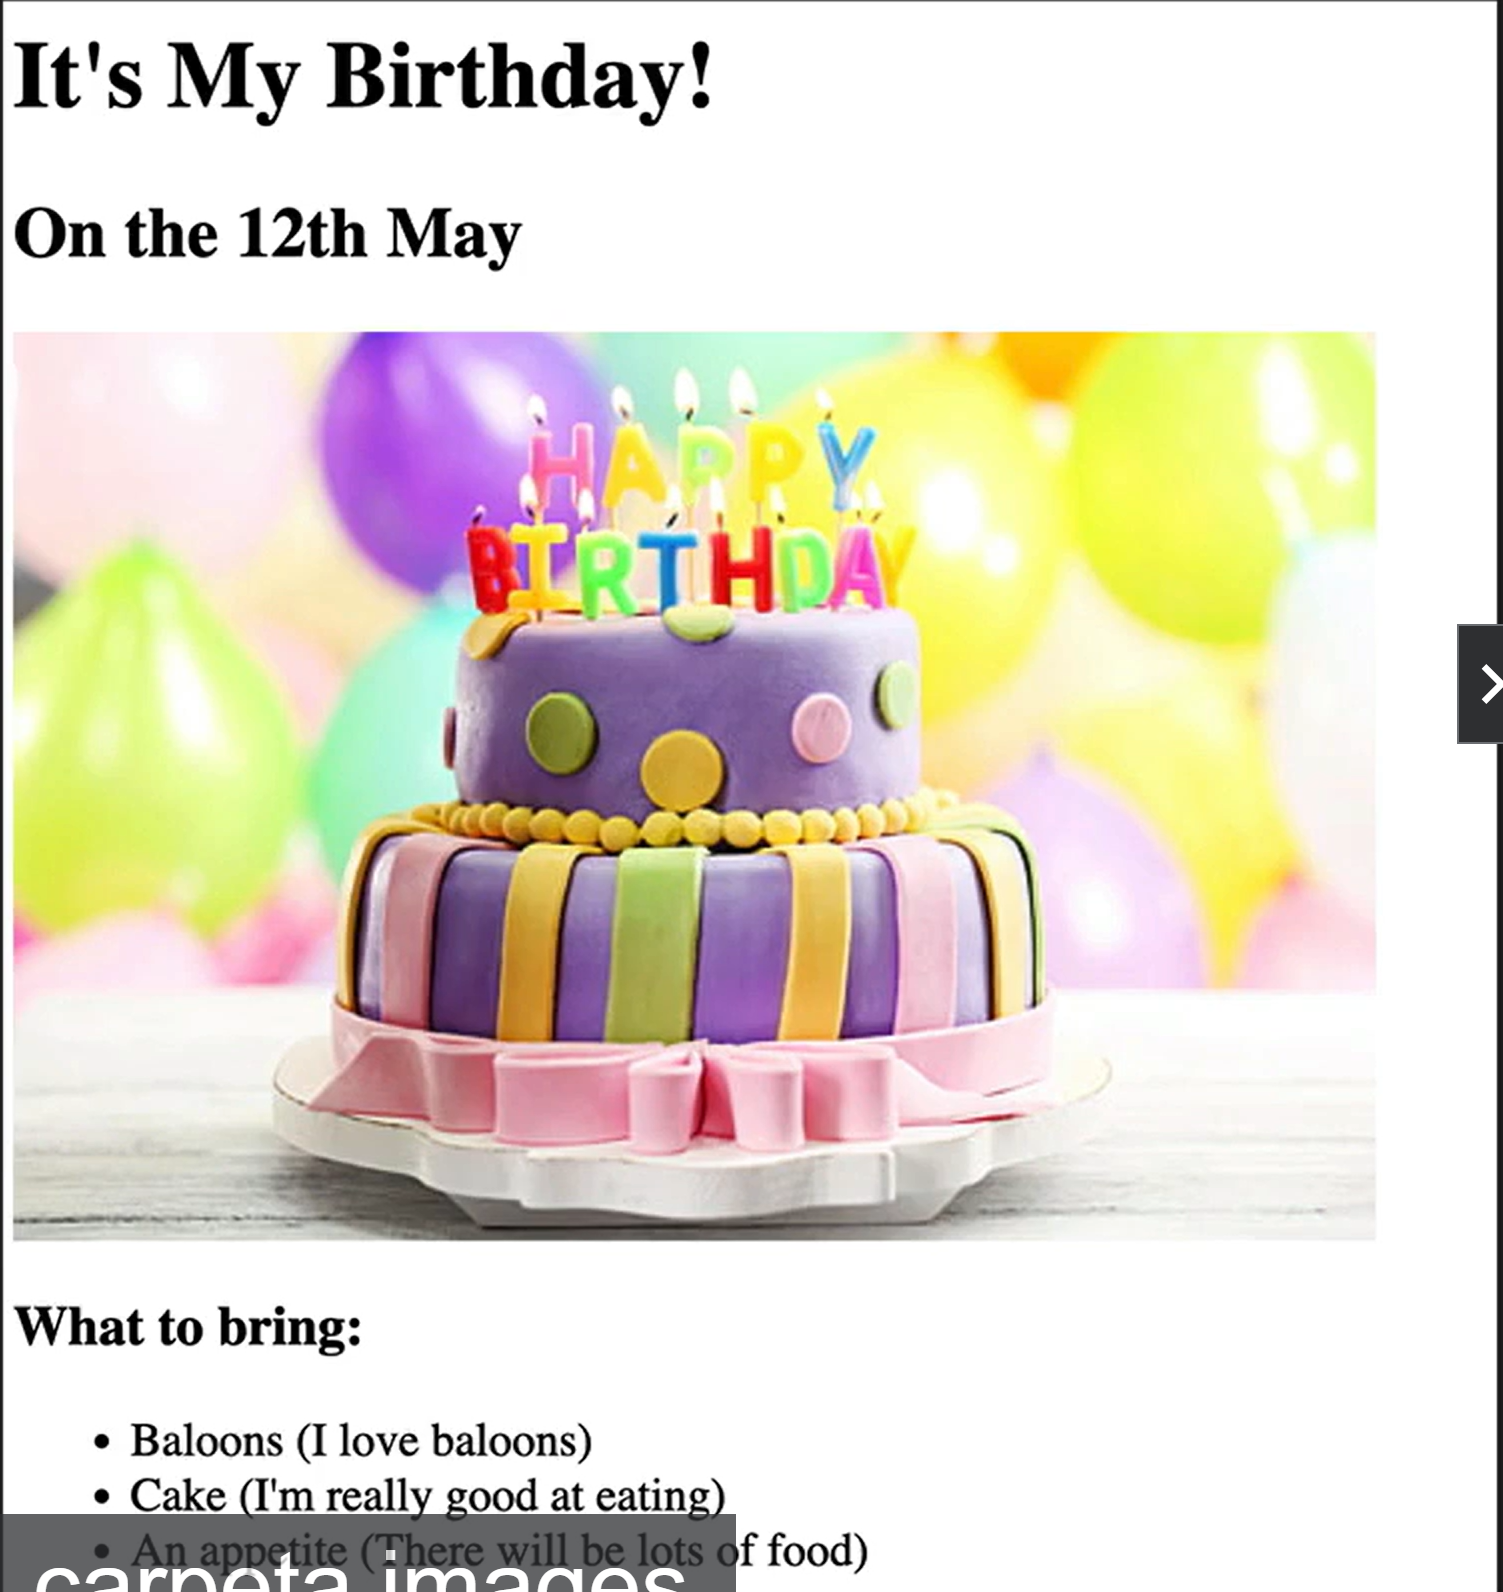 It's My Birthday!
On the 12th May
HAPPY
BIRTHDAY
What to bring:
Baloons (I love baloons)
Cake (I'm really good at eating)
An appetite (There will be lots of food)
carpeta images